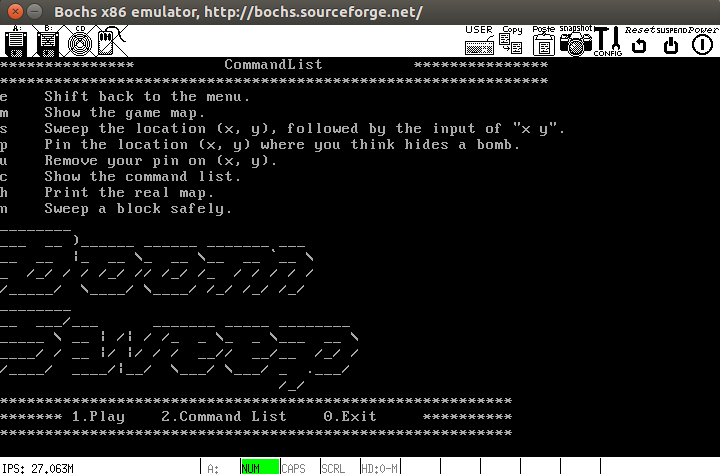 Bochs x86 emulator, http://bochs.sourceforge.net/
A: B: CD USER Copy Paste snapshot CONFIG Reset SUSPEND Power
*************** CommandList ***************
*************************************************************
e Shift back to the menu.
m Show the game map.
s Sweep the location (x, y), followed by the input of "x y".
p Pin the location (x, y) where you think hides a bomb.
u Remove your pin on (x, y).
c Show the command list.
h Print the real map.
n Sweep a block safely.
Boom
Sweep
*********************************************************
******* 1.Play 2.Command List 0.Exit **********
*********************************************************
IPS: 27.063M A: NUM CAPS SCRL HD:0-M